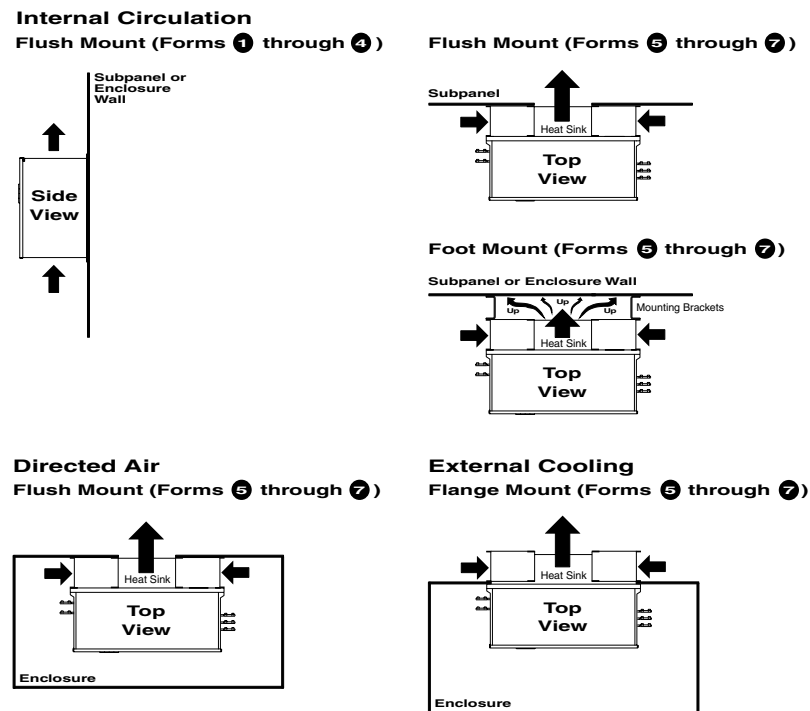 Internal Circulation
Flush Mount (Forms 1 through 4)
Subpanel or
Enclosure
Wall
Side
View
Flush Mount (Forms 5 through 7)
Subpanel
Heat Sink
Top
View
Foot Mount (Forms 5 through 7)
Subpanel or Enclosure Wall
Up
Up
Up
Mounting Brackets
Heat Sink
Top
View
Directed Air
Flush Mount (Forms 5 through 7)
Heat Sink
Top
View
Enclosure
External Cooling
Flange Mount (Forms 5 through 7)
Heat Sink
Top
View
Enclosure